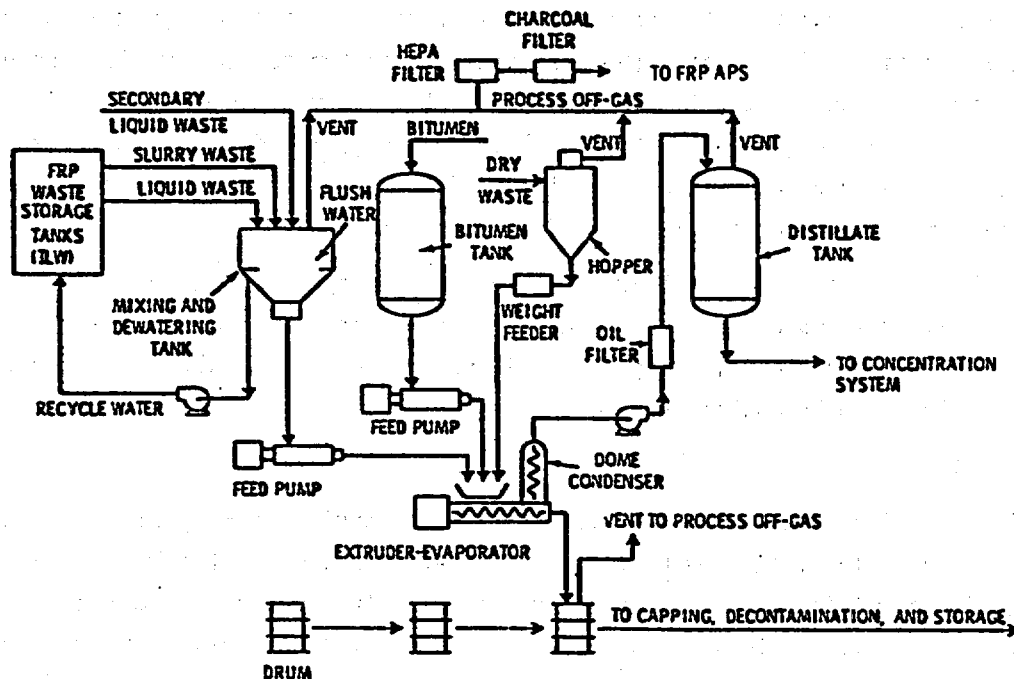 CHARCOAL
FILTER
HEPA
FILTER
TO FRP APS
PROCESS OFF-GAS
SECONDARY
LIQUID WASTE
VENT
BITUMEN
VENT
VENT
SLURRY WASTE
LIQUID WASTE
FRP
WASTE
STORAGE
TANKS
(ILW)
FLUSH
WATER
DRY
WASTE
BITUMEN
TANK
HOPPER
DISTILLATE
TANK
MIXING AND
DEWATERING
TANK
WEIGHT
FEEDER
OIL
FILTER
TO CONCENTRATION
SYSTEM
RECYCLE WATER
FEED PUMP
FEED PUMP
DOME
CONDENSER
EXTRUDER-EVAPORATOR
VENT TO PROCESS OFF-GAS
TO CAPPING, DECONTAMINATION, AND STORAGE
DRUM